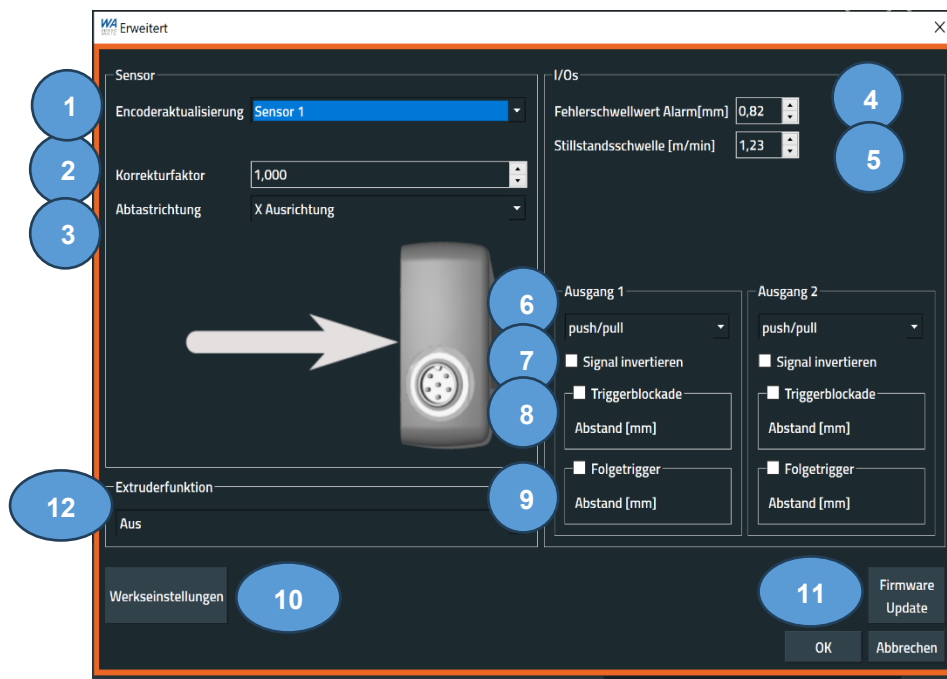 WA Erweitert
Sensor
1
Encoderaktualisierung Sensor 1
2
Korrekturfaktor 1,000
Abtastrichtung X Ausrichtung
3
I/Os
Fehlerschwellwert Alarm[mm] 0,82
4
Stillstandsschwelle [m/min] 1,23
5
Ausgang 1
6
push/pull
7
Signal invertieren
Triggerblockade
8
Abstand [mm]
Folgetrigger
9
Abstand [mm]
Ausgang 2
push/pull
Signal invertieren
Triggerblockade
Abstand [mm]
Folgetrigger
Abstand [mm]
Extruderfunktion
12
Aus
Werkseinstellungen
10
11
Firmware
Update
OK Abbrechen